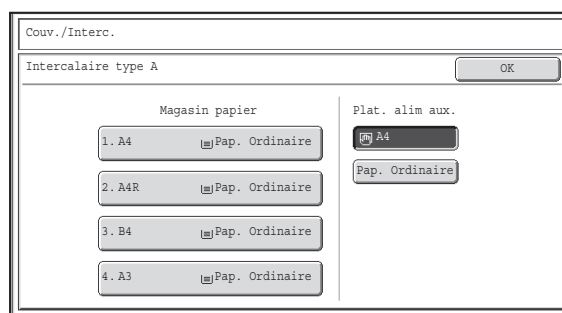 Couv./Interc.
Intercalaire type A
OK
Magasin papier
1. A4 Pap. Ordinaire
2. A4R Pap. Ordinaire
3. B4 Pap. Ordinaire
4. A3 Pap. Ordinaire
Plat. alim aux.
A4
Pap. Ordinaire